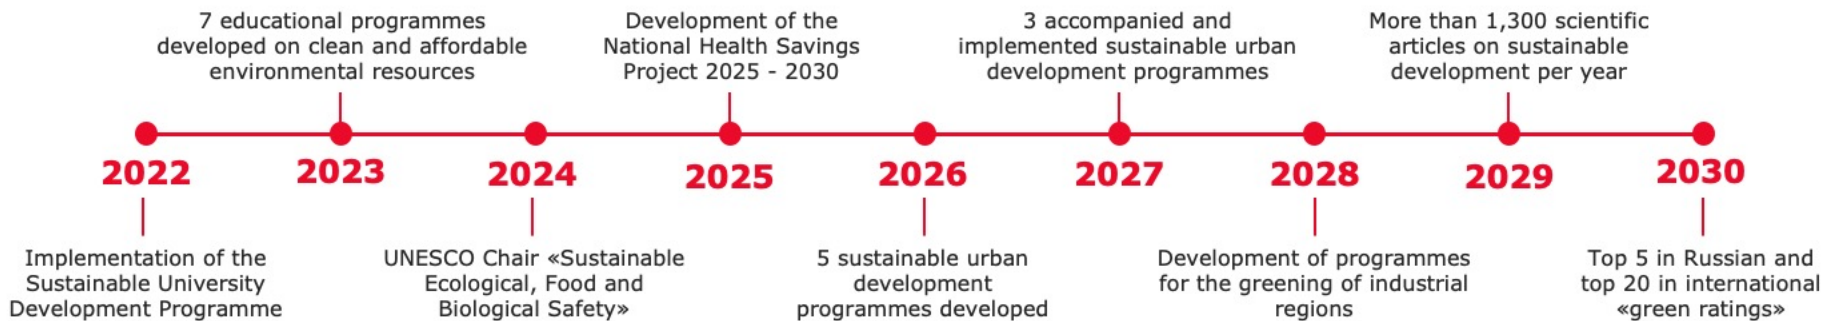 7 educational programmes
developed on clean and affordable
environmental resources
Development of the
National Health Savings
Project 2025 - 2030
3 accompanied and
implemented sustainable urban
development programmes
More than 1,300 scientific
articles on sustainable
development per year
2022
2023
2024
2025
2026
2027
2028
2029
2030
Implementation of the
Sustainable University
Development Programme
UNESCO Chair «Sustainable
Ecological, Food and
Biological Safety»
5 sustainable urban
development
programmes developed
Development of programmes
for the greening of industrial
regions
Top 5 in Russian and
top 20 in international
«green ratings»